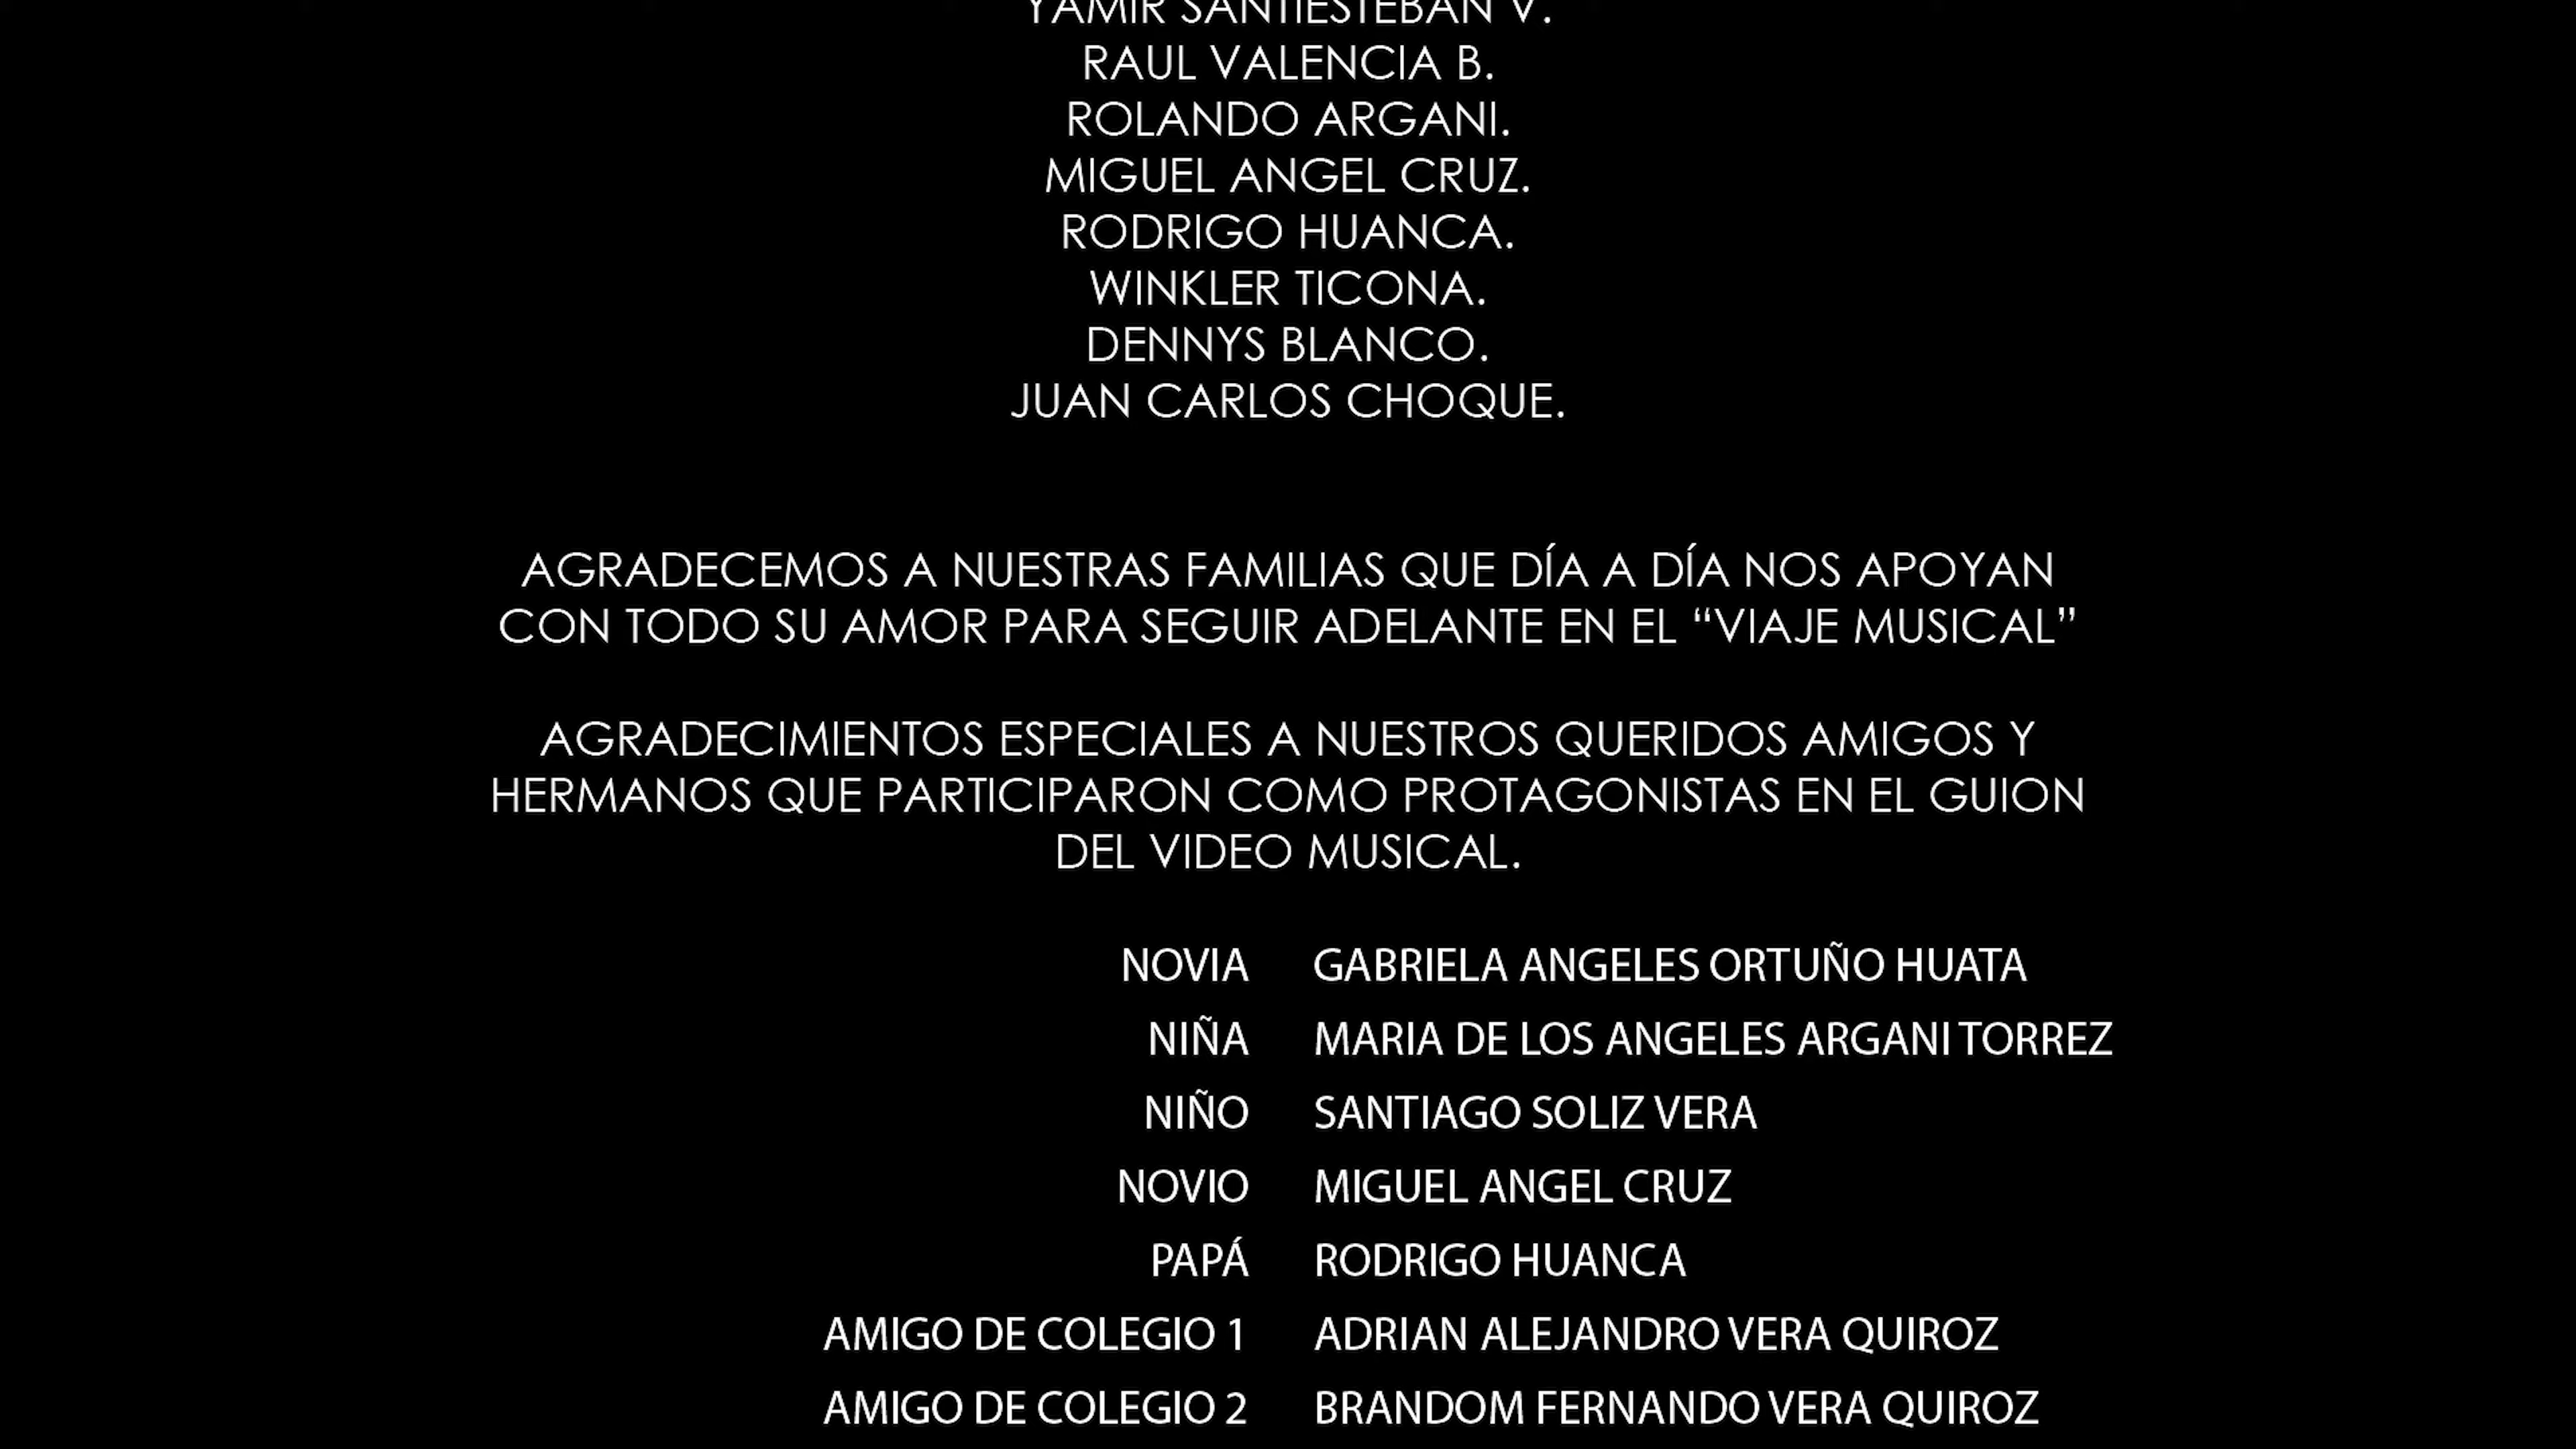 YAMIR SANTIESTEBAN V.
RAUL VALENCIA B.
ROLANDO ARGANI.
MIGUEL ANGEL CRUZ.
RODRIGO HUANCA.
WINKLER TICONA.
DENNYS BLANCO.
JUAN CARLOS CHOQUE.
AGRADECEMOS A NUESTRAS FAMILIAS QUE DÍA A DÍA NOS APOYAN
CON TODO SU AMOR PARA SEGUIR ADELANTE EN EL “VIAJE MUSICAL”
AGRADECIMIENTOS ESPECIALES A NUESTROS QUERIDOS AMIGOS Y
HERMANOS QUE PARTICIPARON COMO PROTAGONISTAS EN EL GUION
DEL VIDEO MUSICAL.
NOVIA GABRIELA ANGELES ORTUÑO HUATA
NIÑA MARIA DE LOS ANGELES ARGANI TORREZ
NIÑO SANTIAGO SOLIZ VERA
NOVIO MIGUEL ANGEL CRUZ
PAPÁ RODRIGO HUANCA
AMIGO DE COLEGIO 1 ADRIAN ALEJANDRO VERA QUIROZ
AMIGO DE COLEGIO 2 BRANDOM FERNANDO VERA QUIROZ